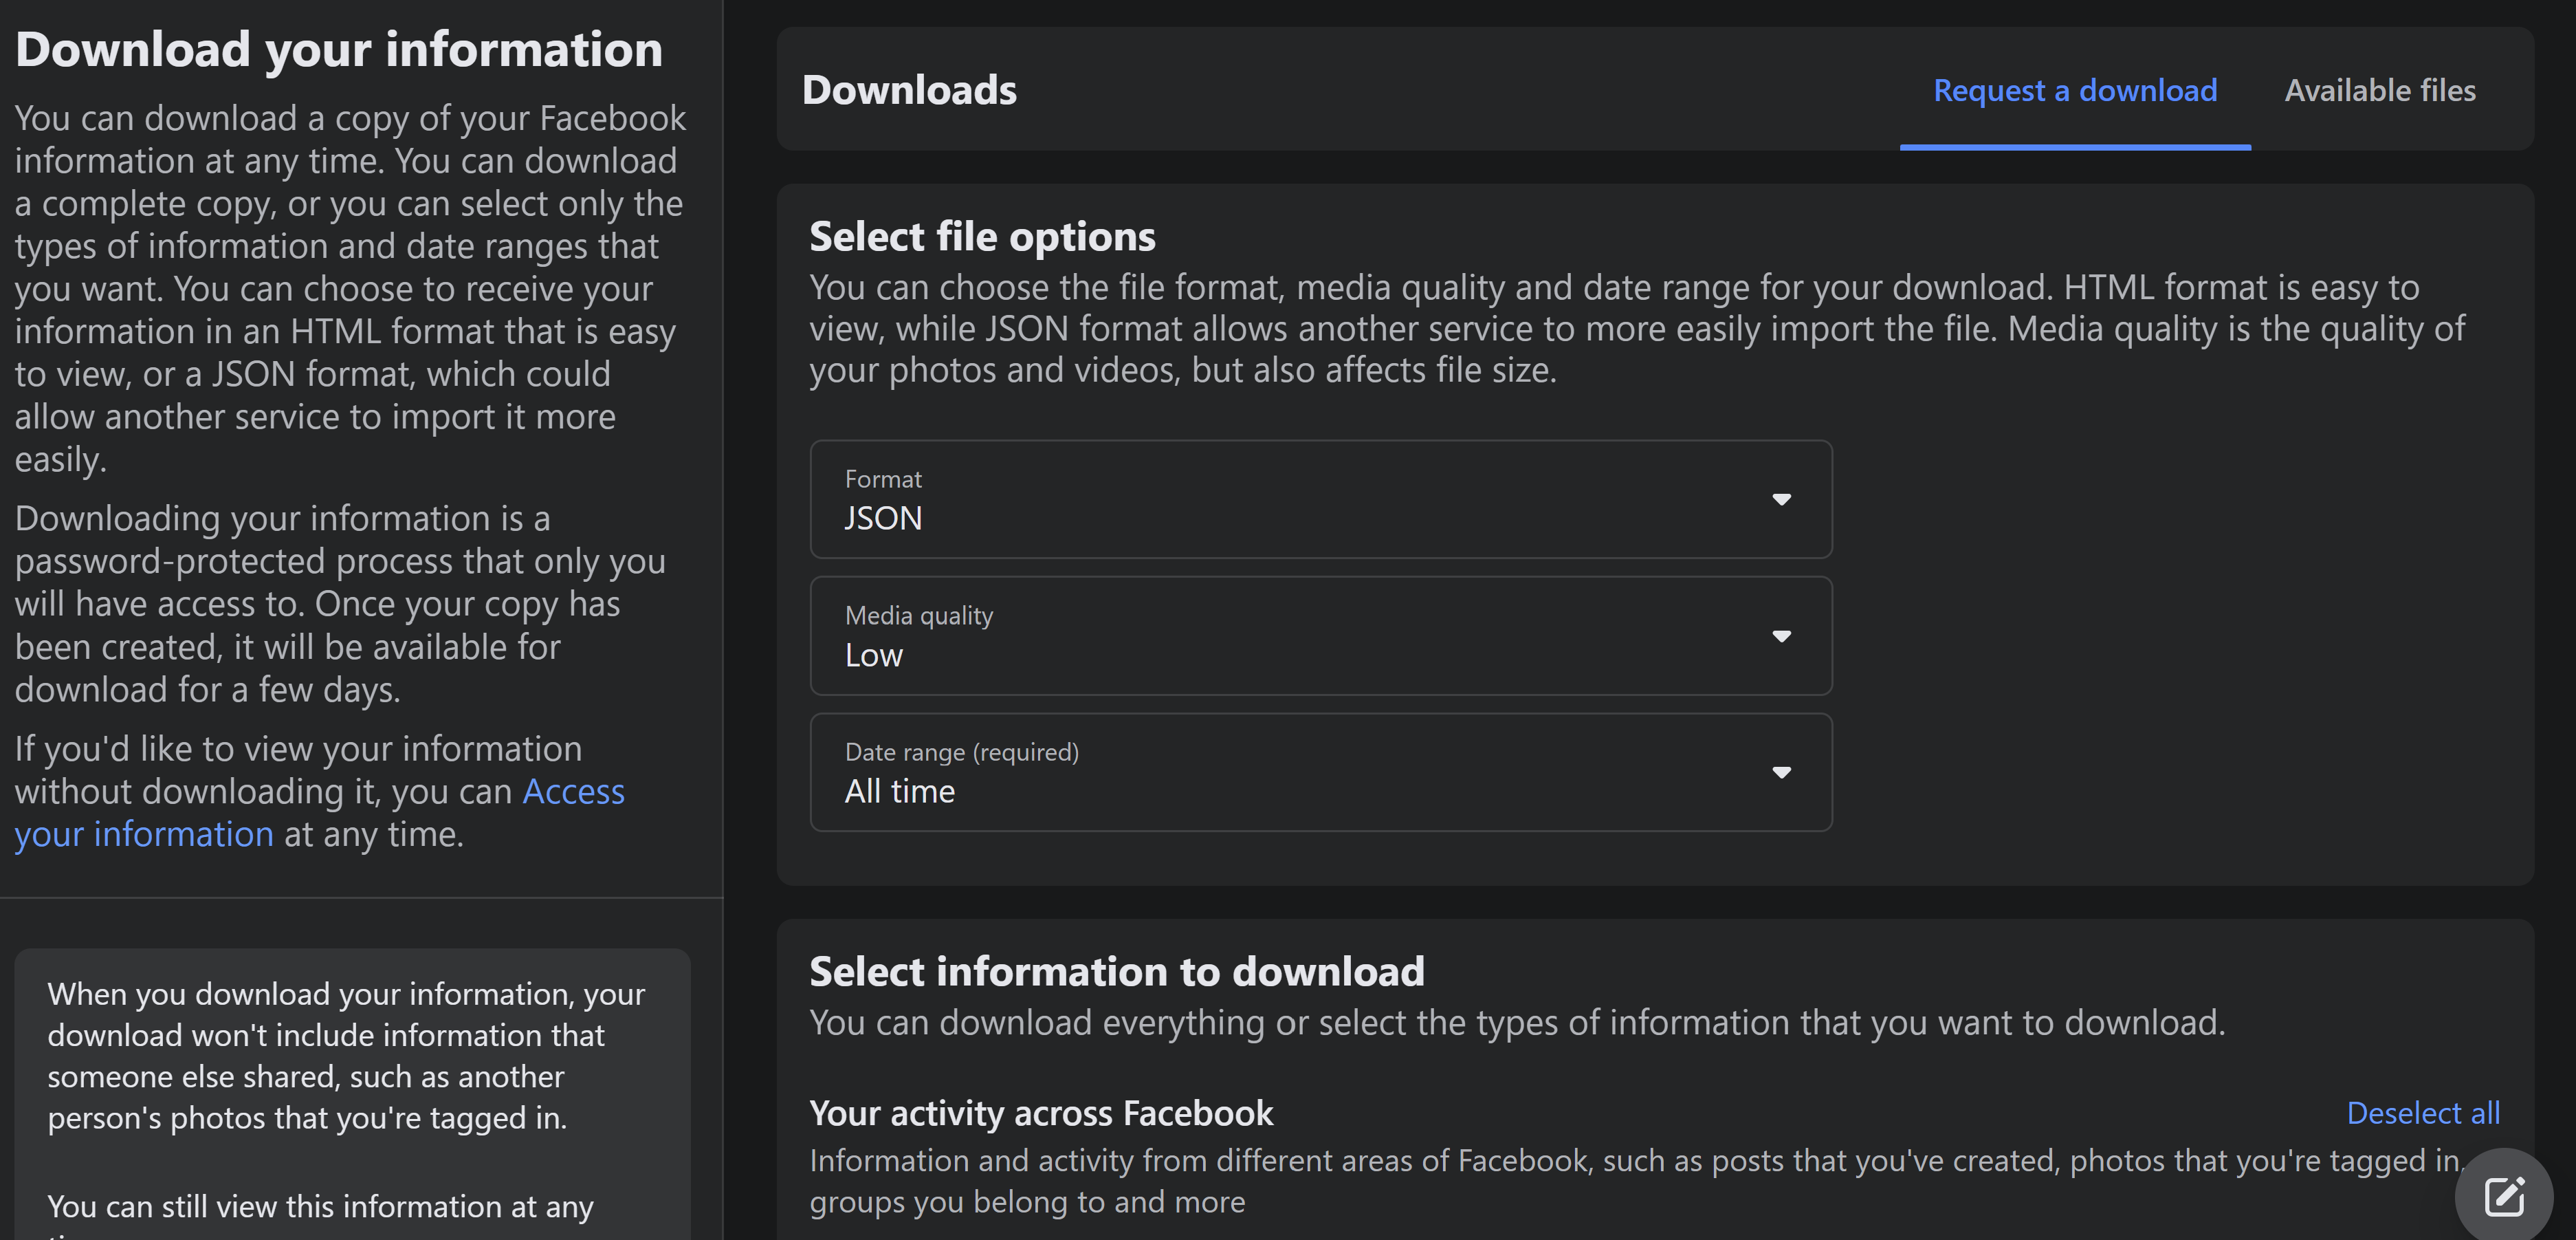 Download your information
You can download a copy of your Facebook
information at any time. You can download
a complete copy, or you can select only the
types of information and date ranges that
you want. You can choose to receive your
information in an HTML format that is easy
to view, or a JSON format, which could
allow another service to import it more
easily.
Downloading your information is a
password-protected process that only you
will have access to. Once your copy has
been created, it will be available for
download for a few days.
If you'd like to view your information
without downloading it, you can Access
your information at any time.
When you download your information, your
download won't include information that
someone else shared, such as another
person's photos that you're tagged in.
You can still view this information at any
Downloads
Request a download
Available files
Select file options
You can choose the file format, media quality and date range for your download. HTML format is easy to
view, while JSON format allows another service to more easily import the file. Media quality is the quality of
your photos and videos, but also affects file size.
Format
JSON
Media quality
Low
Date range (required)
All time
Select information to download
You can download everything or select the types of information that you want to download.
Your activity across Facebook
Deselect all
Information and activity from different areas of Facebook, such as posts that you've created, photos that you're tagged in,
groups you belong to and more